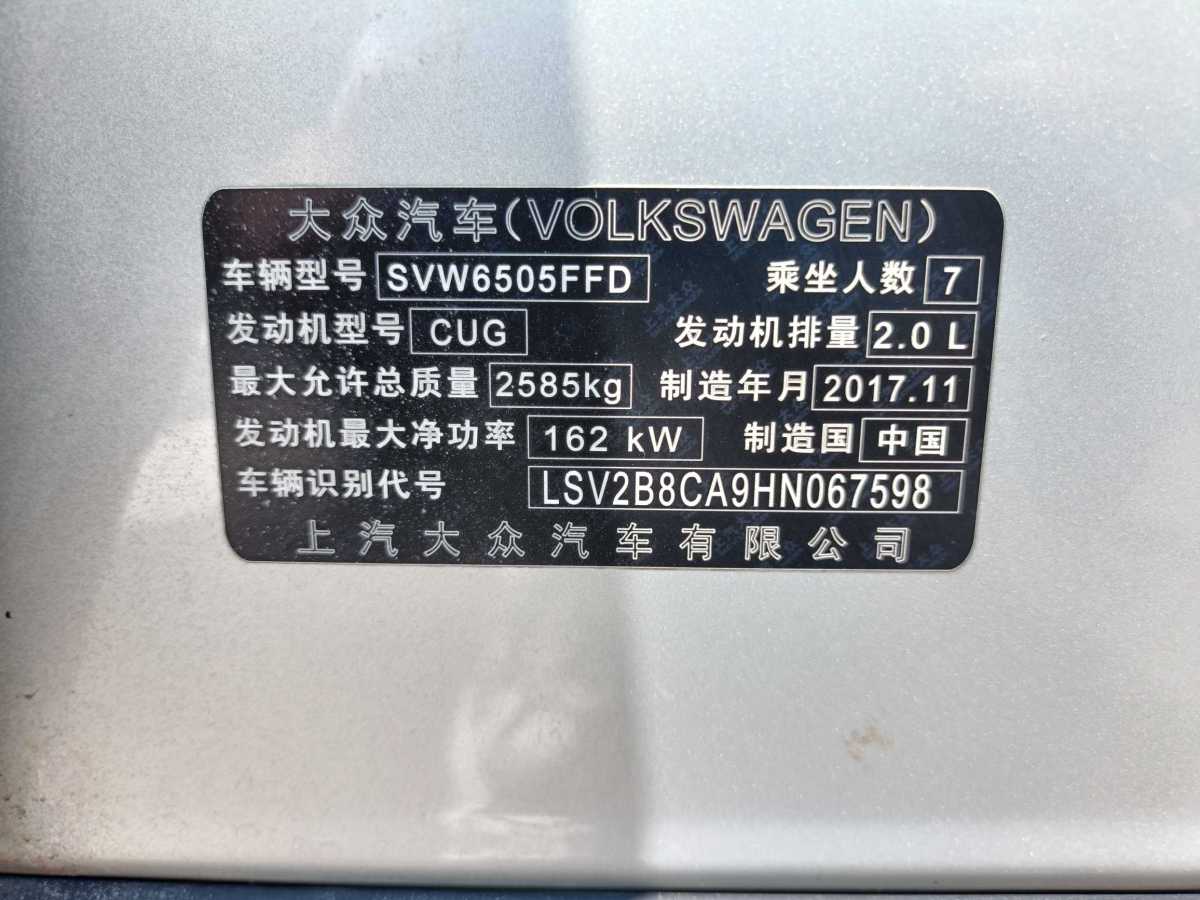 大众汽车(VOLKSWAGEN)
车辆型号 SVW6505FFD 乘坐人数 7
发动机型号 CUG 发动机排量 2.0 L
最大允许总质量 2585kg 制造年月 2017.11
发动机最大净功率 162 kW 制造国 中国
车辆识别代号 LSV2B8CA9HN067598
上汽大众汽车有限公司